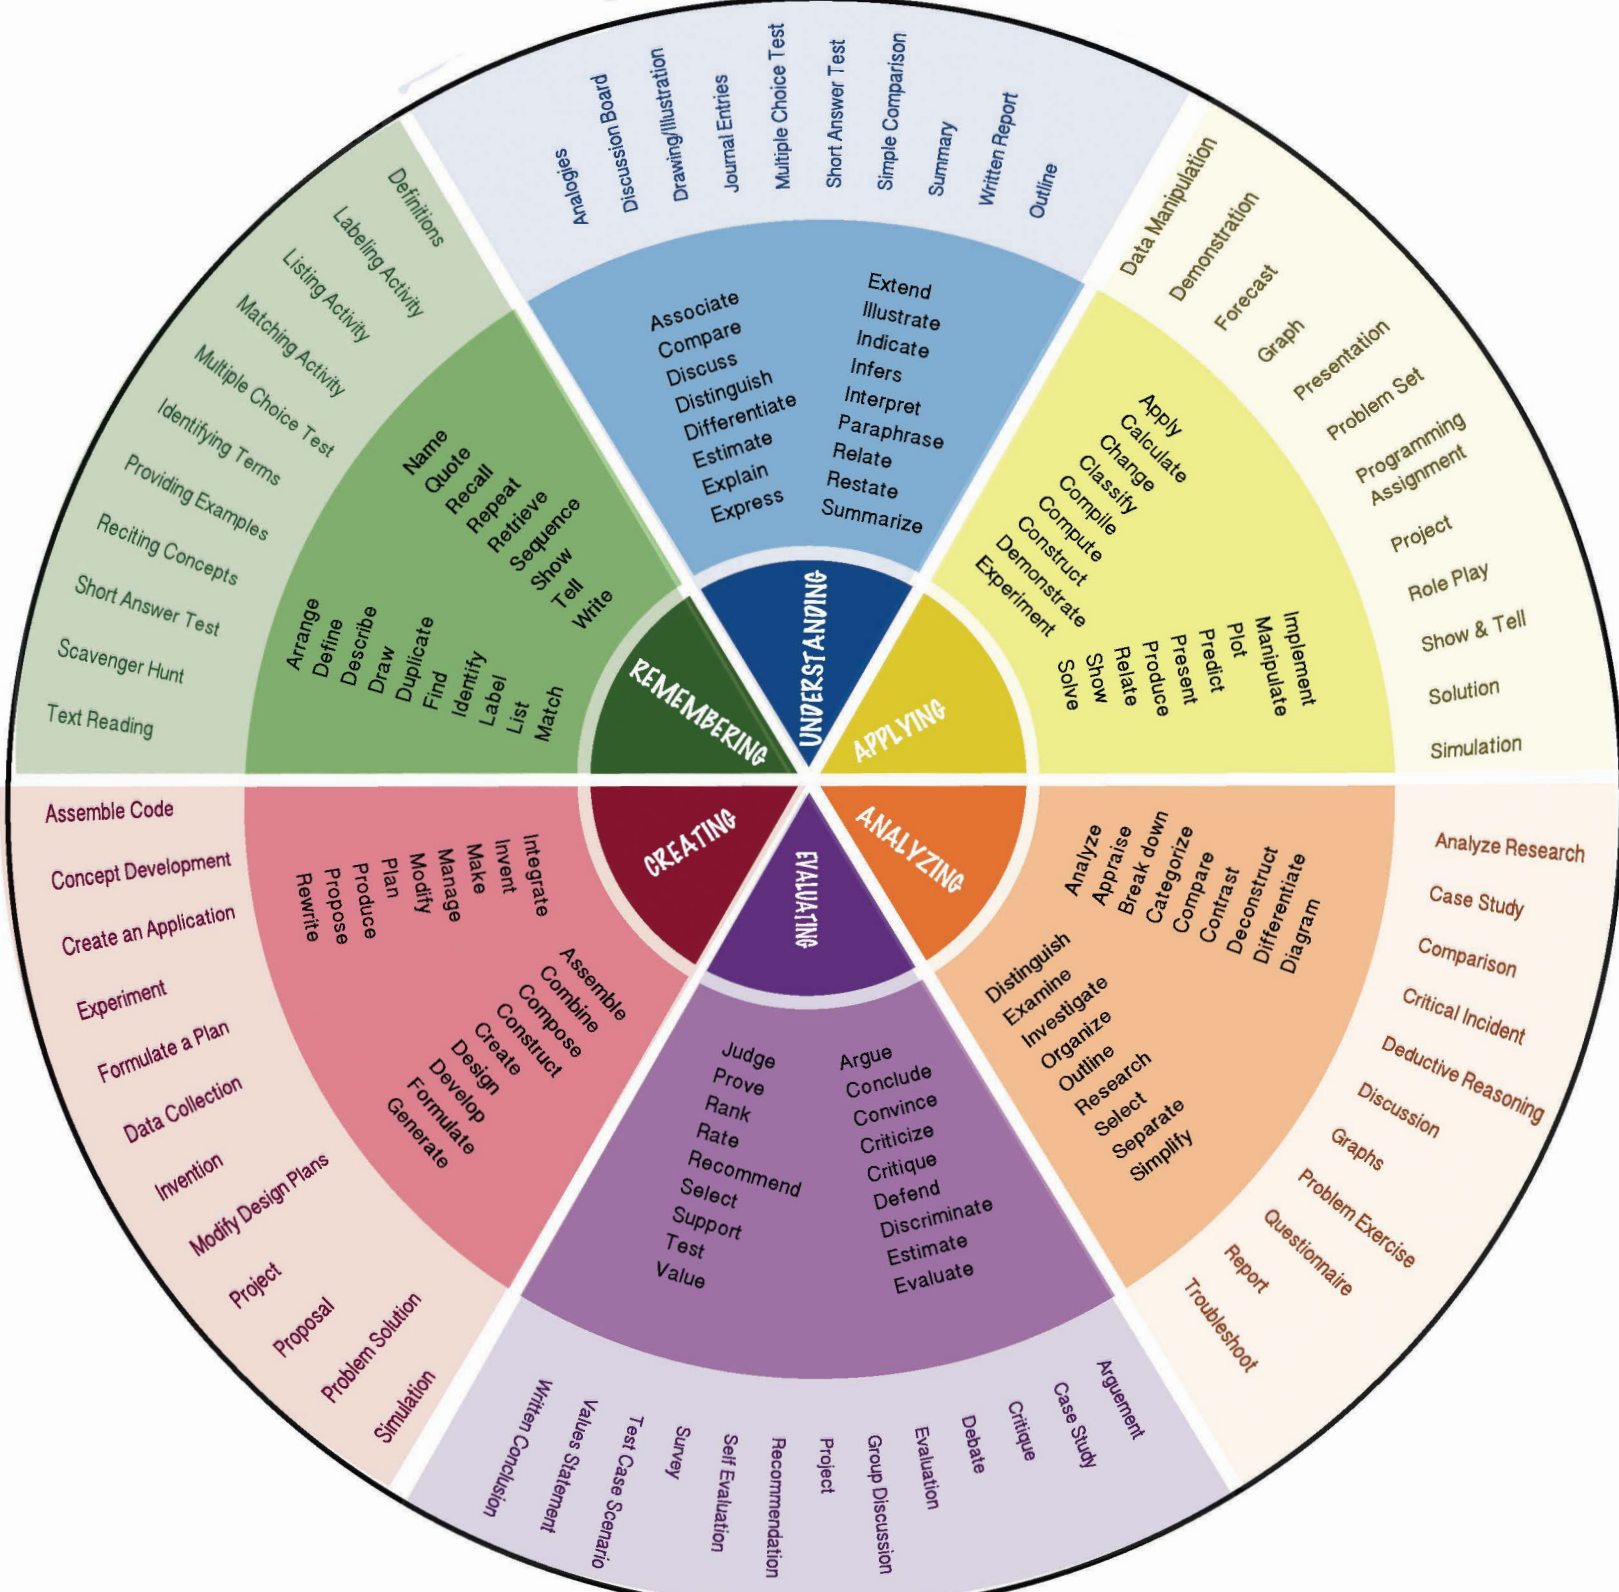 UNDERSTANDING
Associate
Compare
Discuss
Distinguish
Differentiate
Estimate
Explain
Express
Extend
Illustrate
Indicate
Infers
Interpret
Paraphrase
Relate
Restate
Summarize
Analogies
Discussion Board
Drawing/Illustration
Journal Entries
Multiple Choice Test
Short Answer Test
Simple Comparison
Summary
Written Report
Outline
APPLYING
Apply
Calculate
Change
Classify
Compile
Compute
Construct
Demonstrate
Experiment
Implement
Manipulate
Plot
Predict
Present
Produce
Relate
Show
Solve
Data Manipulation
Demonstration
Forecast
Graph
Presentation
Problem Set
Programming
Assignment
Project
Role Play
Show & Tell
Solution
Simulation
ANALYZING
Analyze
Appraise
Break down
Categorize
Compare
Contrast
Deconstruct
Differentiate
Diagram
Distinguish
Examine
Investigate
Organize
Outline
Research
Select
Separate
Simplify
Analyze Research
Case Study
Comparison
Critical Incident
Deductive Reasoning
Discussion
Graphs
Problem Exercise
Questionnaire
Report
Troubleshoot
EVALUATING
Argue
Conclude
Convince
Criticize
Critique
Defend
Discriminate
Estimate
Evaluate
Judge
Prove
Rank
Rate
Recommend
Select
Support
Test
Value
Arguement
Case Study
Critique
Debate
Evaluation
Group Discussion
Project
Recommendation
Self Evaluation
Survey
Test Case Scenario
Values Statement
Written Conclusion
CREATING
Assemble
Combine
Compose
Construct
Create
Design
Develop
Formulate
Generate
Integrate
Invent
Make
Manage
Modify
Plan
Produce
Propose
Rewrite
Assemble Code
Concept Development
Create an Application
Experiment
Formulate a Plan
Data Collection
Invention
Modify Design Plans
Project
Proposal
Problem Solution
Simulation
REMEMBERING
Arrange
Define
Describe
Draw
Duplicate
Find
Identify
Label
List
Match
Name
Quote
Recall
Repeat
Retrieve
Sequence
Show
Tell
Write
Definitions
Labeling Activity
Listing Activity
Matching Activity
Multiple Choice Test
Identifying Terms
Providing Examples
Reciting Concepts
Short Answer Test
Scavenger Hunt
Text Reading